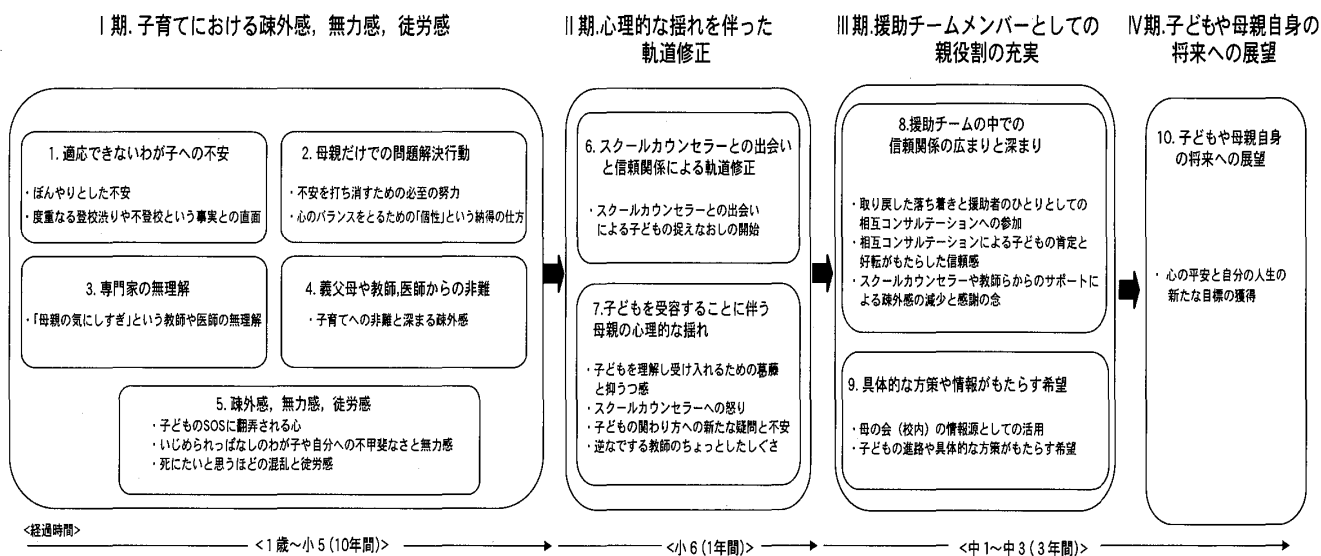 Ⅰ期.子育てにおける疎外感，無力感，徒労感
Ⅱ期.心理的な揺れを伴った
軌道修正
Ⅲ期.援助チームメンバーとしての
親役割の充実
Ⅳ期.子どもや母親自身の
将来への展望
1. 適応できないわが子への不安
・ぼんやりとした不安
・度重なる登校渋りや不登校という事実との直面
2. 母親だけでの問題解決行動
・不安を打ち消すための必至の努力
・心のバランスをとるための「個性」という納得の仕方
3. 専門家の無理解
・「母親の気にしすぎ」という教師や医師の無理解
4. 義父母や教師,医師からの非難
・子育てへの非難と深まる疎外感
5. 疎外感，無力感，徒労感
・子どものSOSに翻弄される心
・いじめられっぱなしのわが子や自分への不甲斐なさと無力感
・死にたいと思うほどの混乱と徒労感
6. スクールカウンセラーとの出会い
と信頼関係による軌道修正
・スクールカウンセラーとの出会い
による子どもの捉えなおしの開始
7.子どもを受容することに伴う
母親の心理的な揺れ
・子どもを理解し受け入れるための葛藤
と抑うつ感
・スクールカウンセラーへの怒り
・子どもの関わり方への新たな疑問と不安
・逆なでする教師のちょっとしたしぐさ
8.援助チームの中での
信頼関係の広まりと深まり
・取り戻した落ち着きと援助者のひとりとしての
相互コンサルテーションへの参加
・相互コンサルテーションによる子どもの肯定と
好転がもたらした信頼感
・スクールカウンセラーや教師らからのサポートに
よる疎外感の減少と感謝の念
9. 具体的な方策や情報がもたらす希望
・母の会（校内）の情報源としての活用
・子どもの進路や具体的な方策がもたらす希望
10. 子どもや母親自身
の将来への展望
・心の平安と自分の人生の
新たな目標の獲得
<経過時間>
<１歳～小５(10年間)>
<小６(1年間)>
<中１～中３(３年間)>